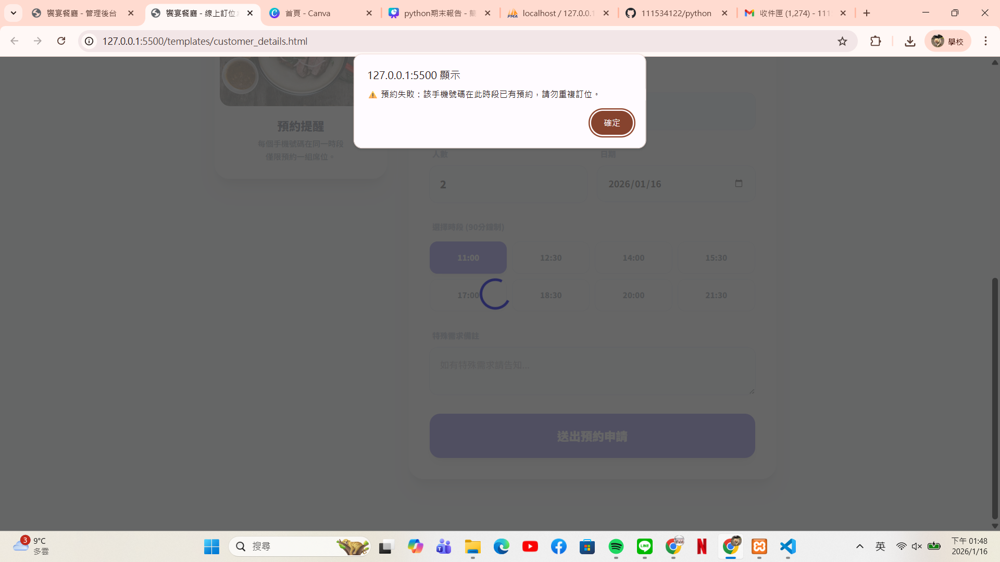 饗宴餐廳 - 管理後台
饗宴餐廳 - 線上訂位
首頁 - Canva
python期末報告 - 簡
localhost / 127.0.0.1
111534122/python
收件匣 (1,274) - 111
127.0.0.1:5500/templates/customer_details.html
學校
127.0.0.1:5500 顯示
⚠️ 預約失敗：該手機號碼在此時段已有預約，請勿重複訂位。
確定
預約提醒
每個手機號碼在同一時段
僅限預約一組席位。
人數
日期
2
2026/01/16
選擇時段 (90分鐘制)
11:00
12:30
14:00
15:30
17:00
18:30
20:00
21:30
特殊需求備註
如有特殊需求請告知...
送出預約申請
3
9°C
多雲
搜尋
英
下午 01:48
2026/1/16